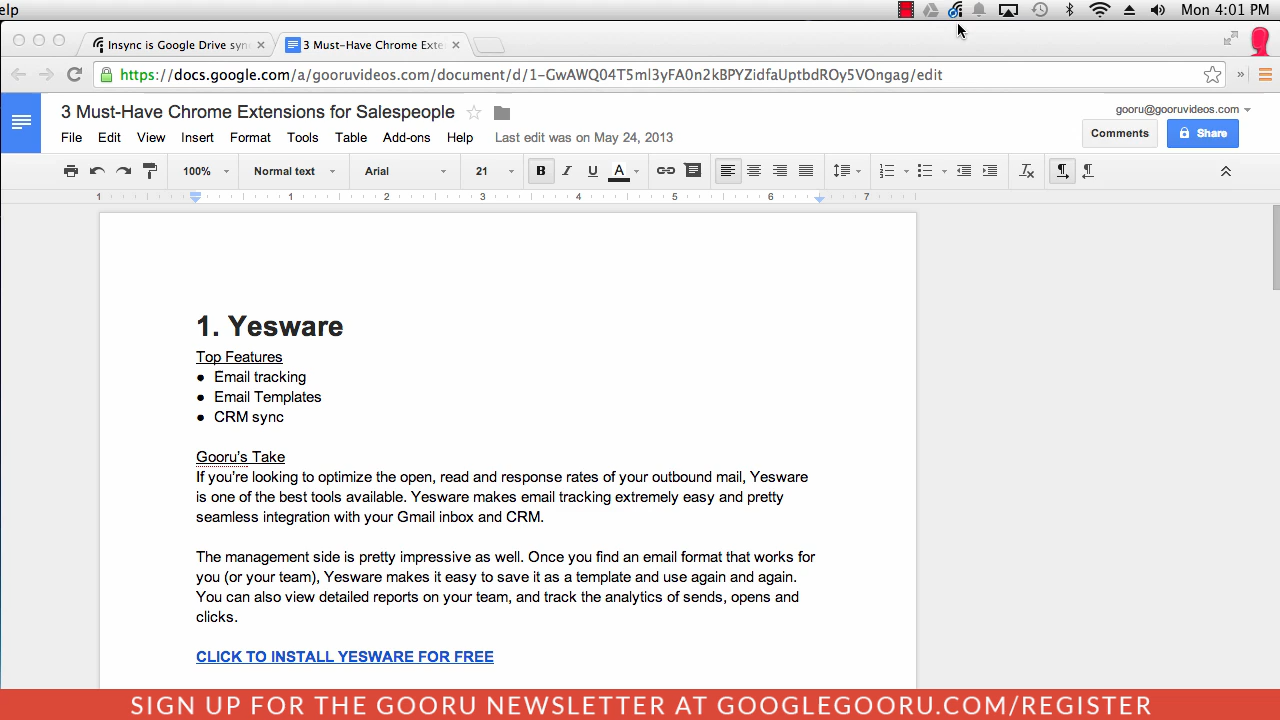 elp
Mon 4:01 PM
Insync is Google Drive syn
3 Must-Have Chrome Exte
https://docs.google.com/a/gooruvideos.com/document/d/1-GwAWQ04T5ml3yFA0n2kBPYZidfaUptbdROy5VOngag/edit
3 Must-Have Chrome Extensions for Salespeople
gooru@gooruvideos.com
File Edit View Insert Format Tools Table Add-ons Help Last edit was on May 24, 2013
Comments Share
100% Normal text Arial 21 B I U A
1 1 2 3 4 5 6 7
1. Yesware
Top Features
● Email tracking
● Email Templates
● CRM sync
Gooru's Take
If you're looking to optimize the open, read and response rates of your outbound mail, Yesware
is one of the best tools available. Yesware makes email tracking extremely easy and pretty
seamless integration with your Gmail inbox and CRM.
The management side is pretty impressive as well. Once you find an email format that works for
you (or your team), Yesware makes it easy to save it as a template and use again and again.
You can also view detailed reports on your team, and track the analytics of sends, opens and
clicks.
CLICK TO INSTALL YESWARE FOR FREE
SIGN UP FOR THE GOORU NEWSLETTER AT GOOGLEGOORU.COM/REGISTER